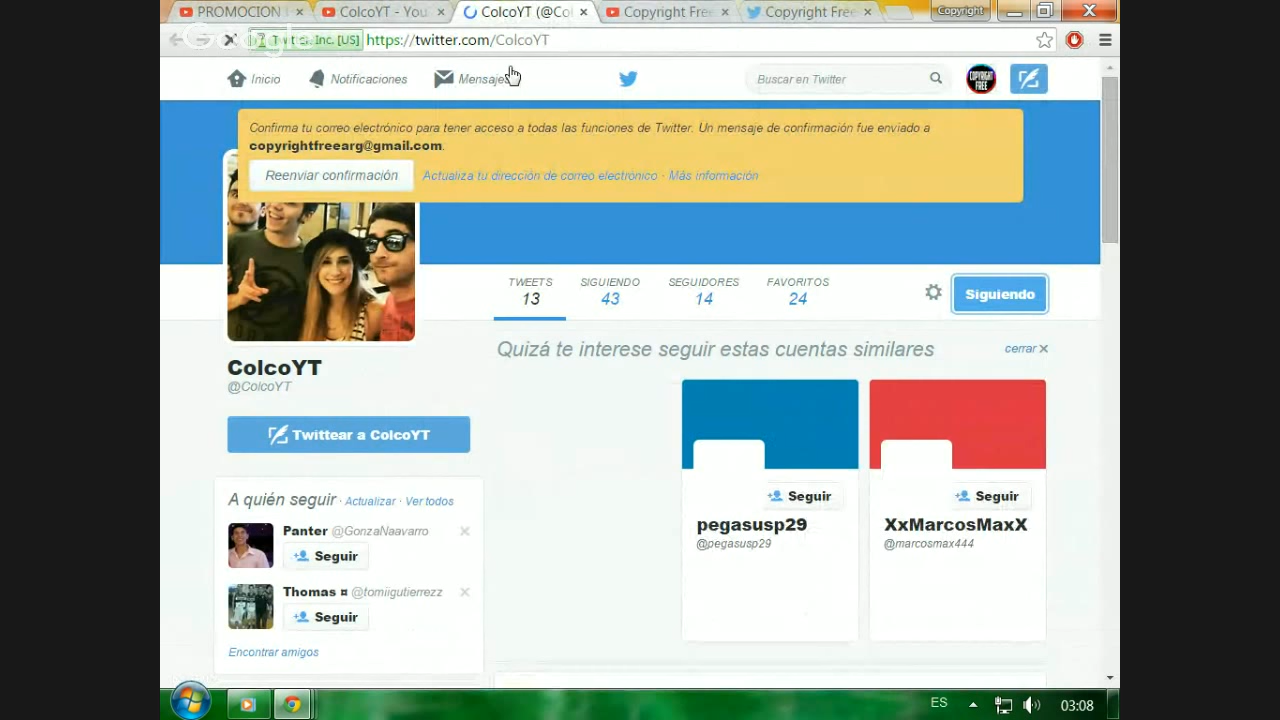 PROMOCION
ColcoYT - You
ColcoYT (@Co
Copyright Free
Copyright Free
Copyright
Twitter, Inc. [US]
https://twitter.com/ColcoYT
Inicio
Notificaciones
Mensajes
Buscar en Twitter
COPYRIGHT
FREE
Confirma tu correo electrónico para tener acceso a todas las funciones de Twitter. Un mensaje de confirmación fue enviado a
copyrightfreearg@gmail.com.
Reenviar confirmación
Actualiza tu dirección de correo electrónico · Más información
TWEETS
13
SIGUIENDO
43
SEGUIDORES
14
FAVORITOS
24
Siguiendo
Quizá te interese seguir estas cuentas similares
cerrar
ColcoYT
@ColcoYT
Twittear a ColcoYT
A quién seguir · Actualizar · Ver todos
Panter @GonzaNaavarro
Seguir
Thomas ¤ @tomiigutierrezz
Seguir
Encontrar amigos
Seguir
pegasusp29
@pegasusp29
Seguir
XxMarcosMaxX
@marcosmax444
ES
03:08